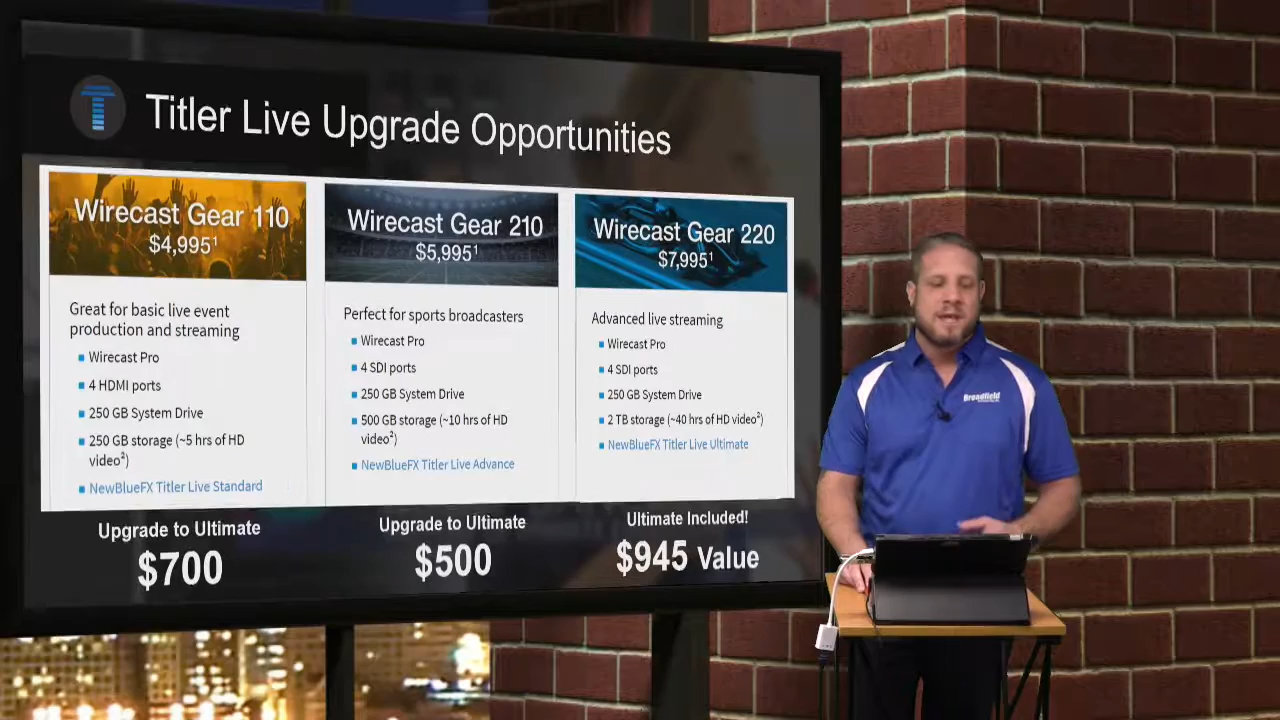 Titler Live Upgrade Opportunities
Wirecast Gear 110
$4,995¹
Great for basic live event
production and streaming
Wirecast Pro
4 HDMI ports
250 GB System Drive
250 GB storage (~5 hrs of HD
video²)
NewBlueFX Titler Live Standard
Upgrade to Ultimate
$700
Wirecast Gear 210
$5,995¹
Perfect for sports broadcasters
Wirecast Pro
4 SDI ports
250 GB System Drive
500 GB storage (~10 hrs of HD
video²)
NewBlueFX Titler Live Advance
Upgrade to Ultimate
$500
Wirecast Gear 220
$7,995¹
Advanced live streaming
Wirecast Pro
4 SDI ports
250 GB System Drive
2 TB storage (~40 hrs of HD video²)
NewBlueFX Titler Live Ultimate
Ultimate Included!
$945 Value
Broadfield